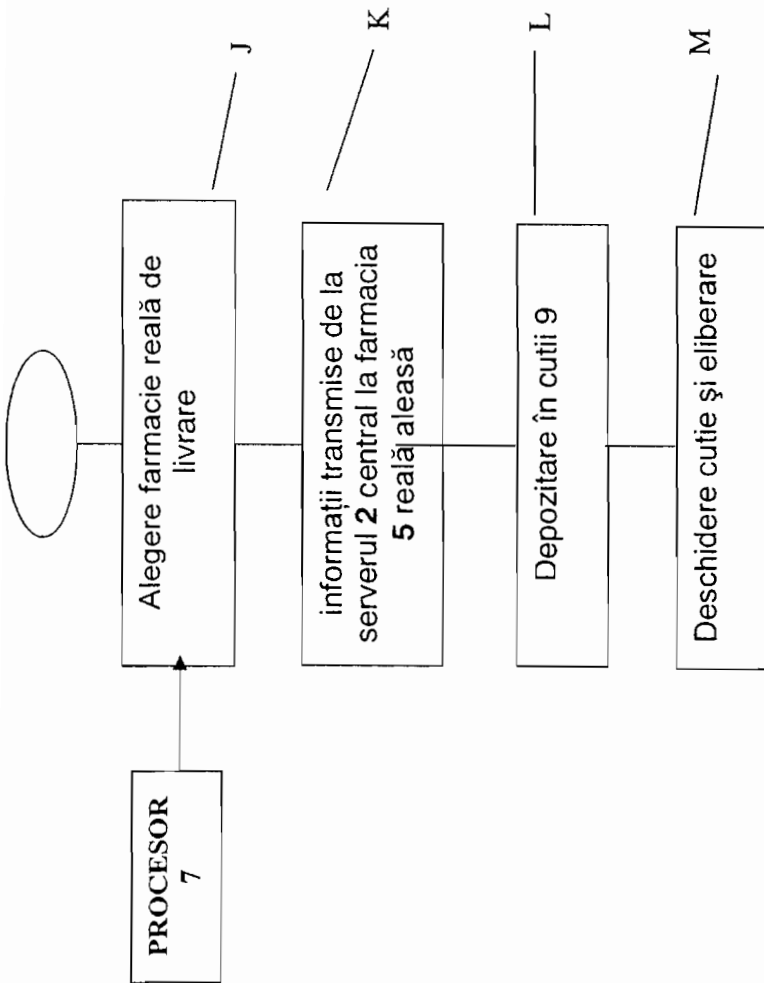 PROCESOR
7
Alegere farmacie reală de
livrare
J
informații transmise de la
serverul 2 central la farmacia
5 reală aleasă
K
Depozitare în cutii 9
L
Deschidere cutie şi eliberare
M